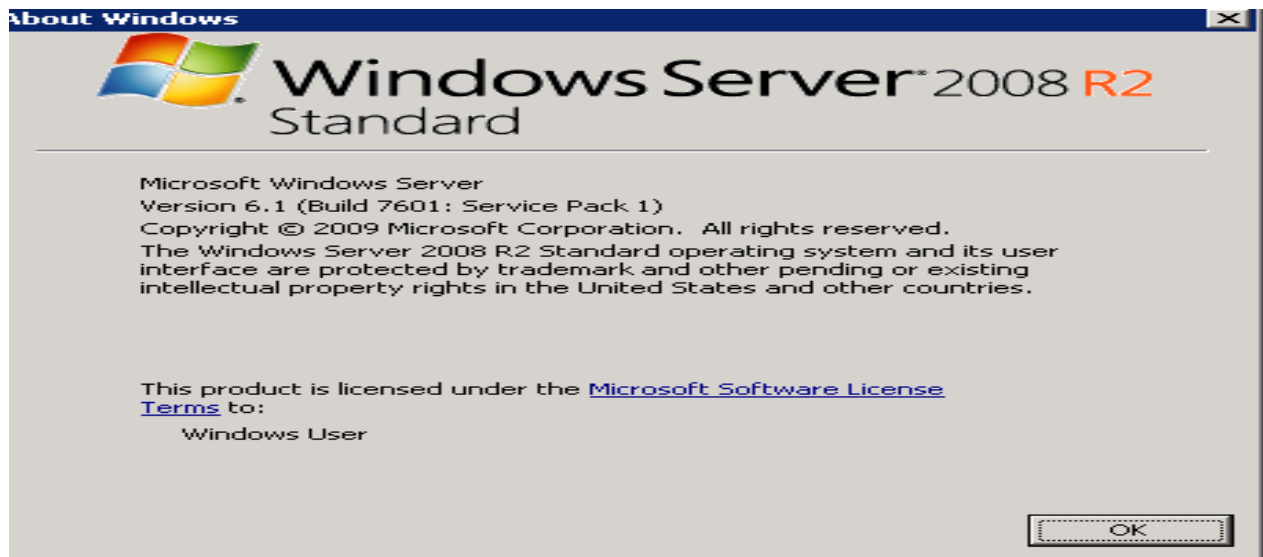 About Windows
Windows Server 2008 R2
Standard
Microsoft Windows Server
Version 6.1 (Build 7601: Service Pack 1)
Copyright © 2009 Microsoft Corporation. All rights reserved.
The Windows Server 2008 R2 Standard operating system and its user
interface are protected by trademark and other pending or existing
intellectual property rights in the United States and other countries.
This product is licensed under the Microsoft Software License
Terms to:
Windows User
OK